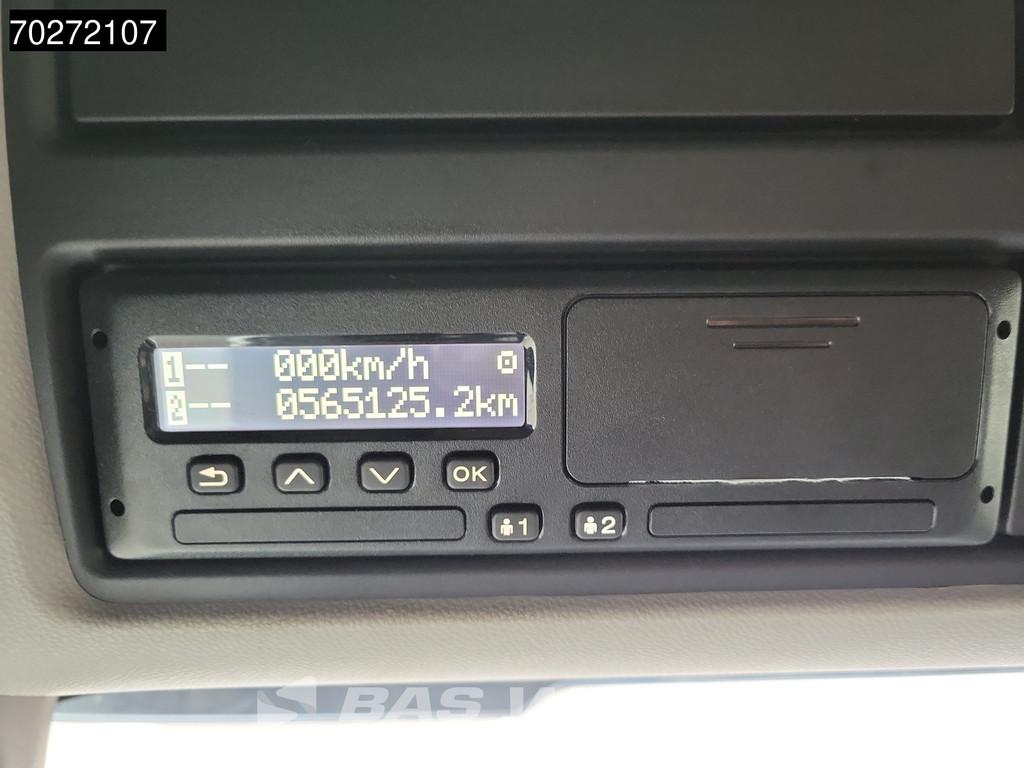 70272107
1-- 000km/h
2-- 0565125.2km
OK
1 2
BAS